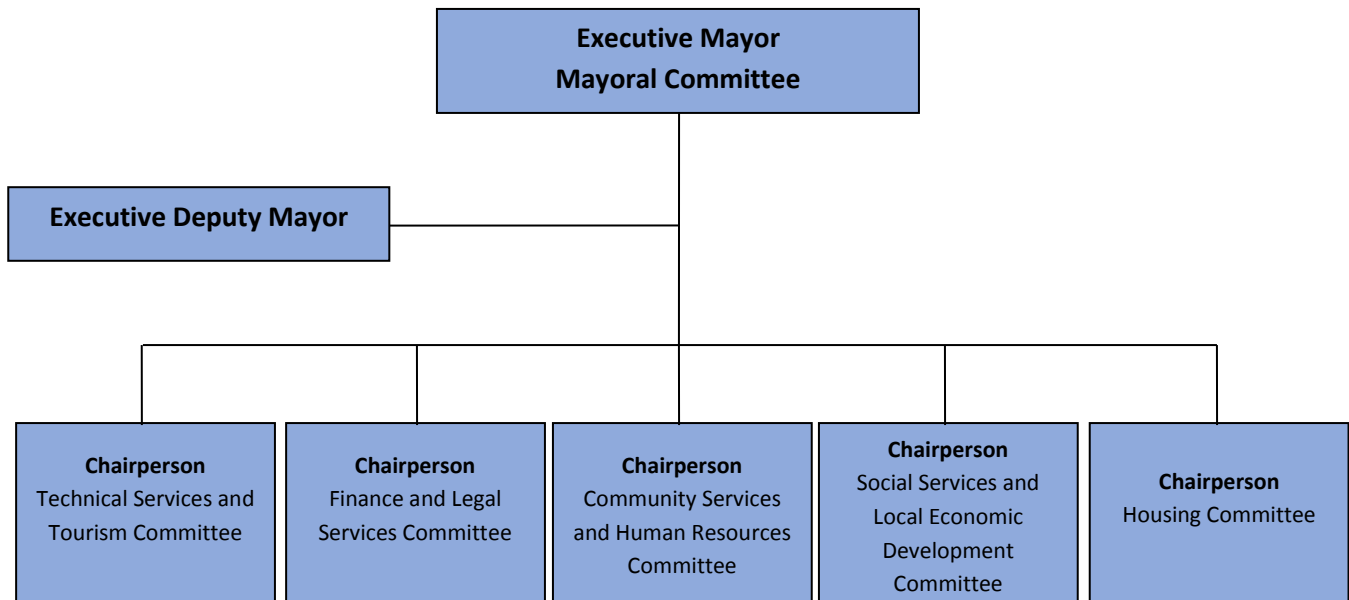 Executive Mayor
Mayoral Committee
Executive Deputy Mayor
Chairperson
Technical Services and
Tourism Committee
Chairperson
Finance and Legal
Services Committee
Chairperson
Community Services
and Human Resources
Committee
Chairperson
Social Services and
Local Economic
Development
Committee
Chairperson
Housing Committee